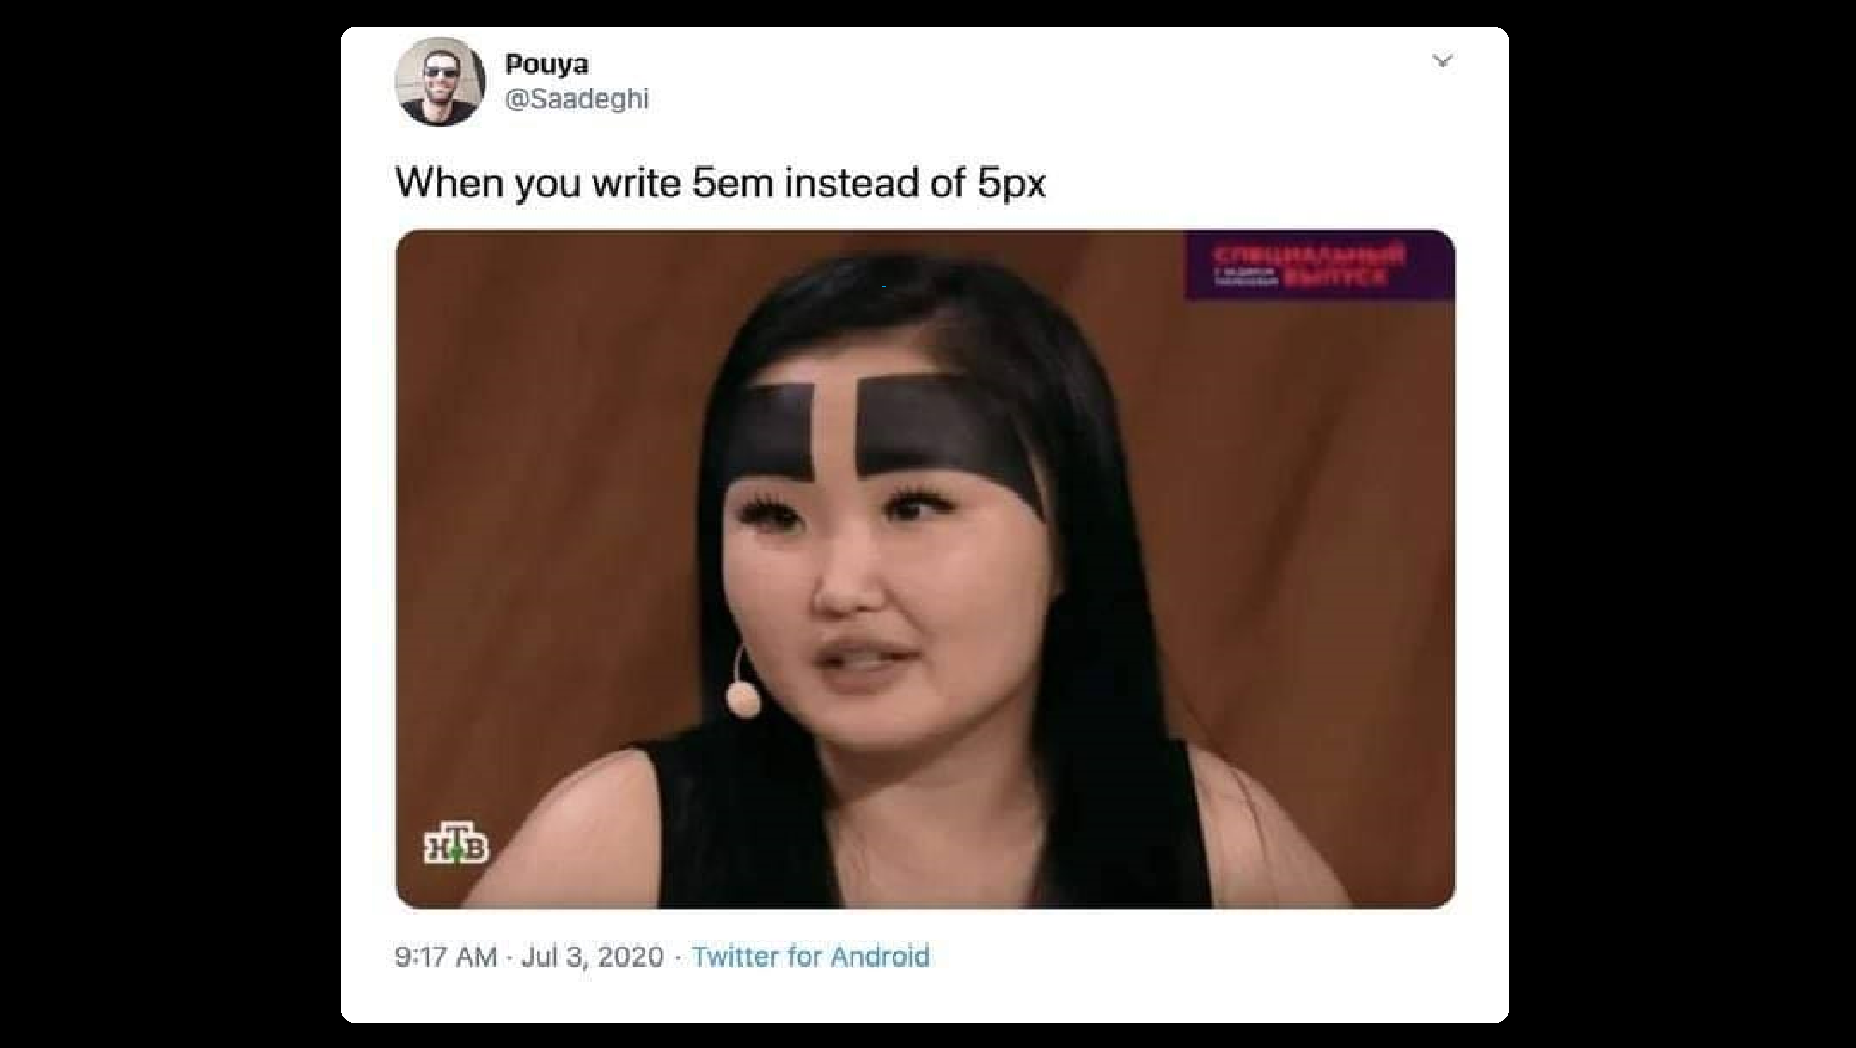 Pouya
@Saadeghi
When you write 5em instead of 5px
СПЕЦИАЛЬНЫЙ
ВЫПУСК
НТВ
9:17 AM · Jul 3, 2020 · Twitter for Android